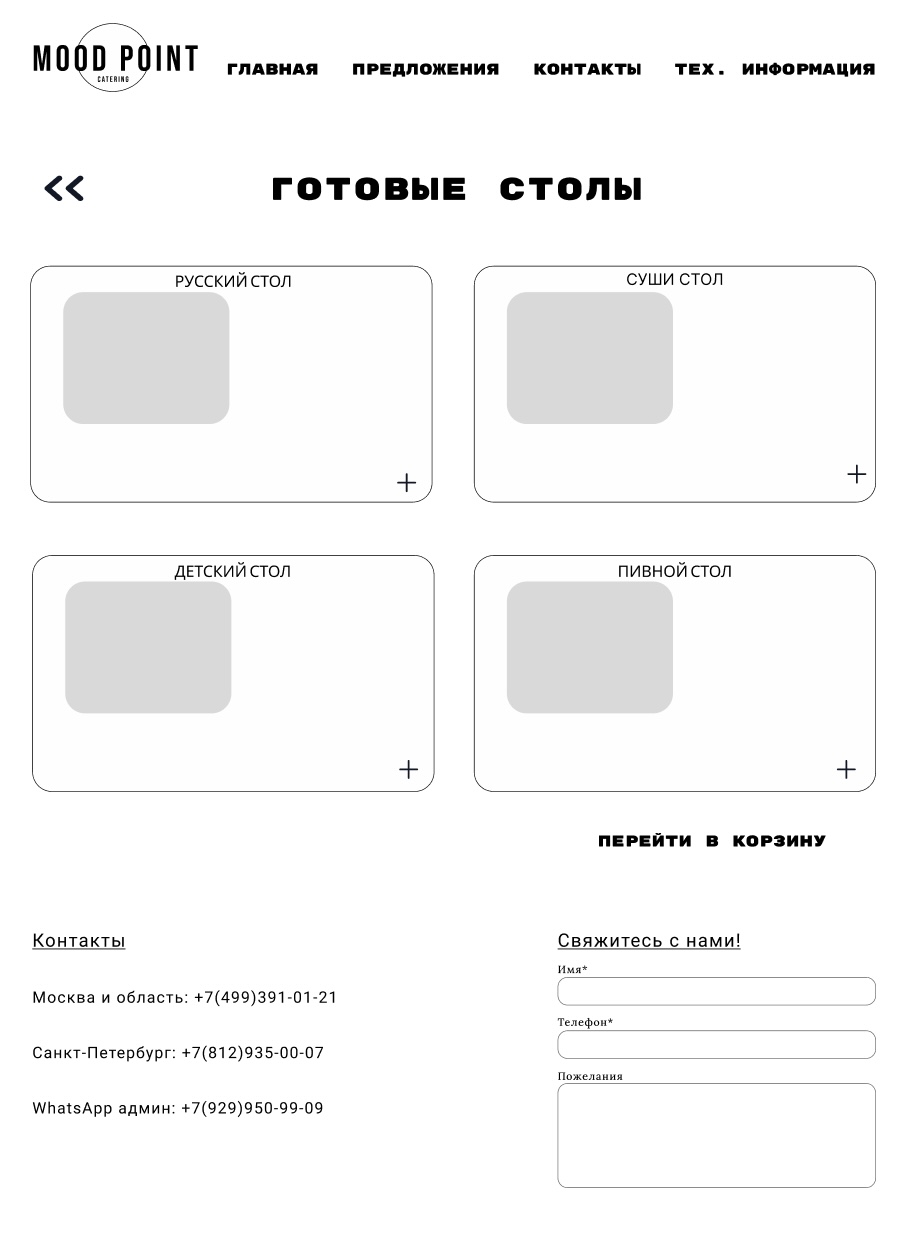 MOOD POINT
CATERING
ГЛАВНАЯ ПРЕДЛОЖЕНИЯ КОНТАКТЫ ТЕХ. ИНФОРМАЦИЯ
ГОТОВЫЕ СТОЛЫ
РУССКИЙ СТОЛ
СУШИ СТОЛ
ДЕТСКИЙ СТОЛ
ПИВНОЙ СТОЛ
ПЕРЕЙТИ В КОРЗИНУ
Контакты
Москва и область: +7(499)391-01-21
Санкт-Петербург: +7(812)935-00-07
WhatsApp админ: +7(929)950-99-09
Свяжитесь с нами!
Имя*
Телефон*
Пожелания